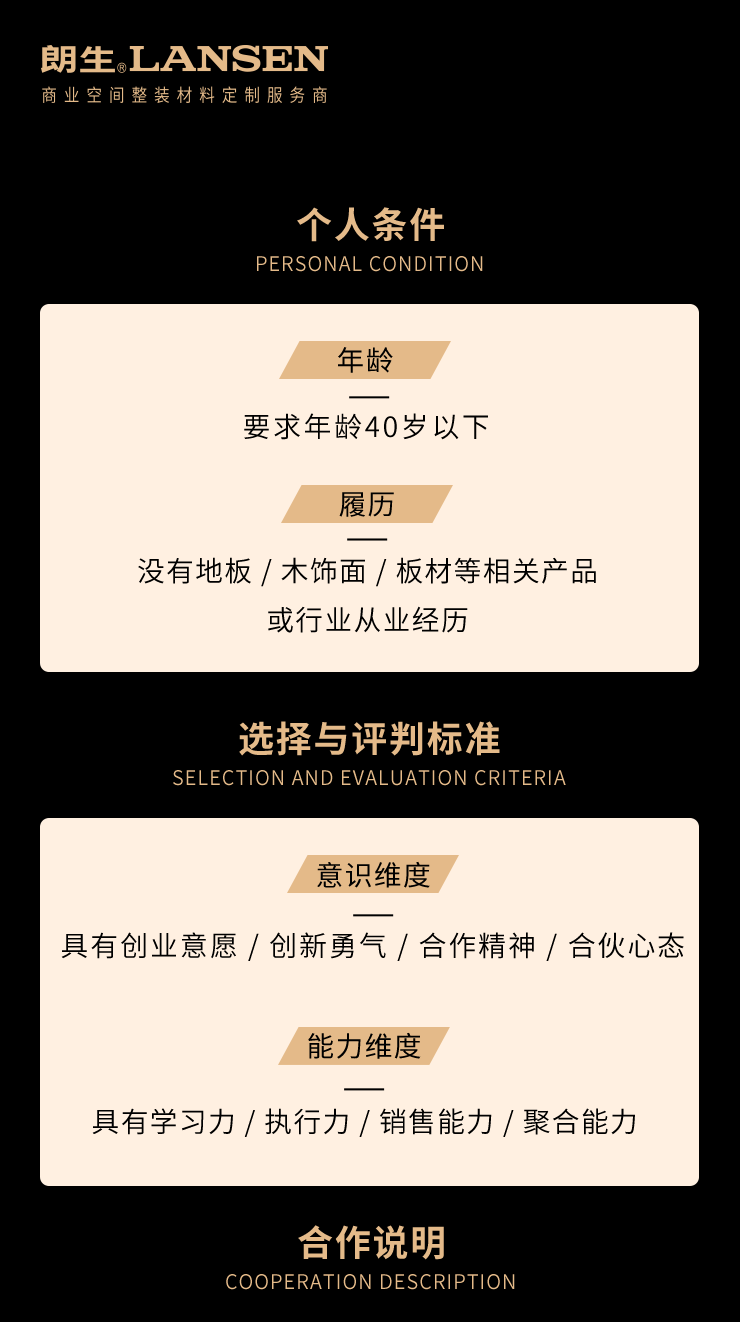 朗生®LANSEN
商业空间整装材料定制服务商
个人条件
PERSONAL CONDITION
年龄
要求年龄40岁以下
履历
没有地板 / 木饰面 / 板材等相关产品
或行业从业经历
选择与评判标准
SELECTION AND EVALUATION CRITERIA
意识维度
具有创业意愿 / 创新勇气 / 合作精神 / 合伙心态
能力维度
具有学习力 / 执行力 / 销售能力 / 聚合能力
合作说明
COOPERATION DESCRIPTION